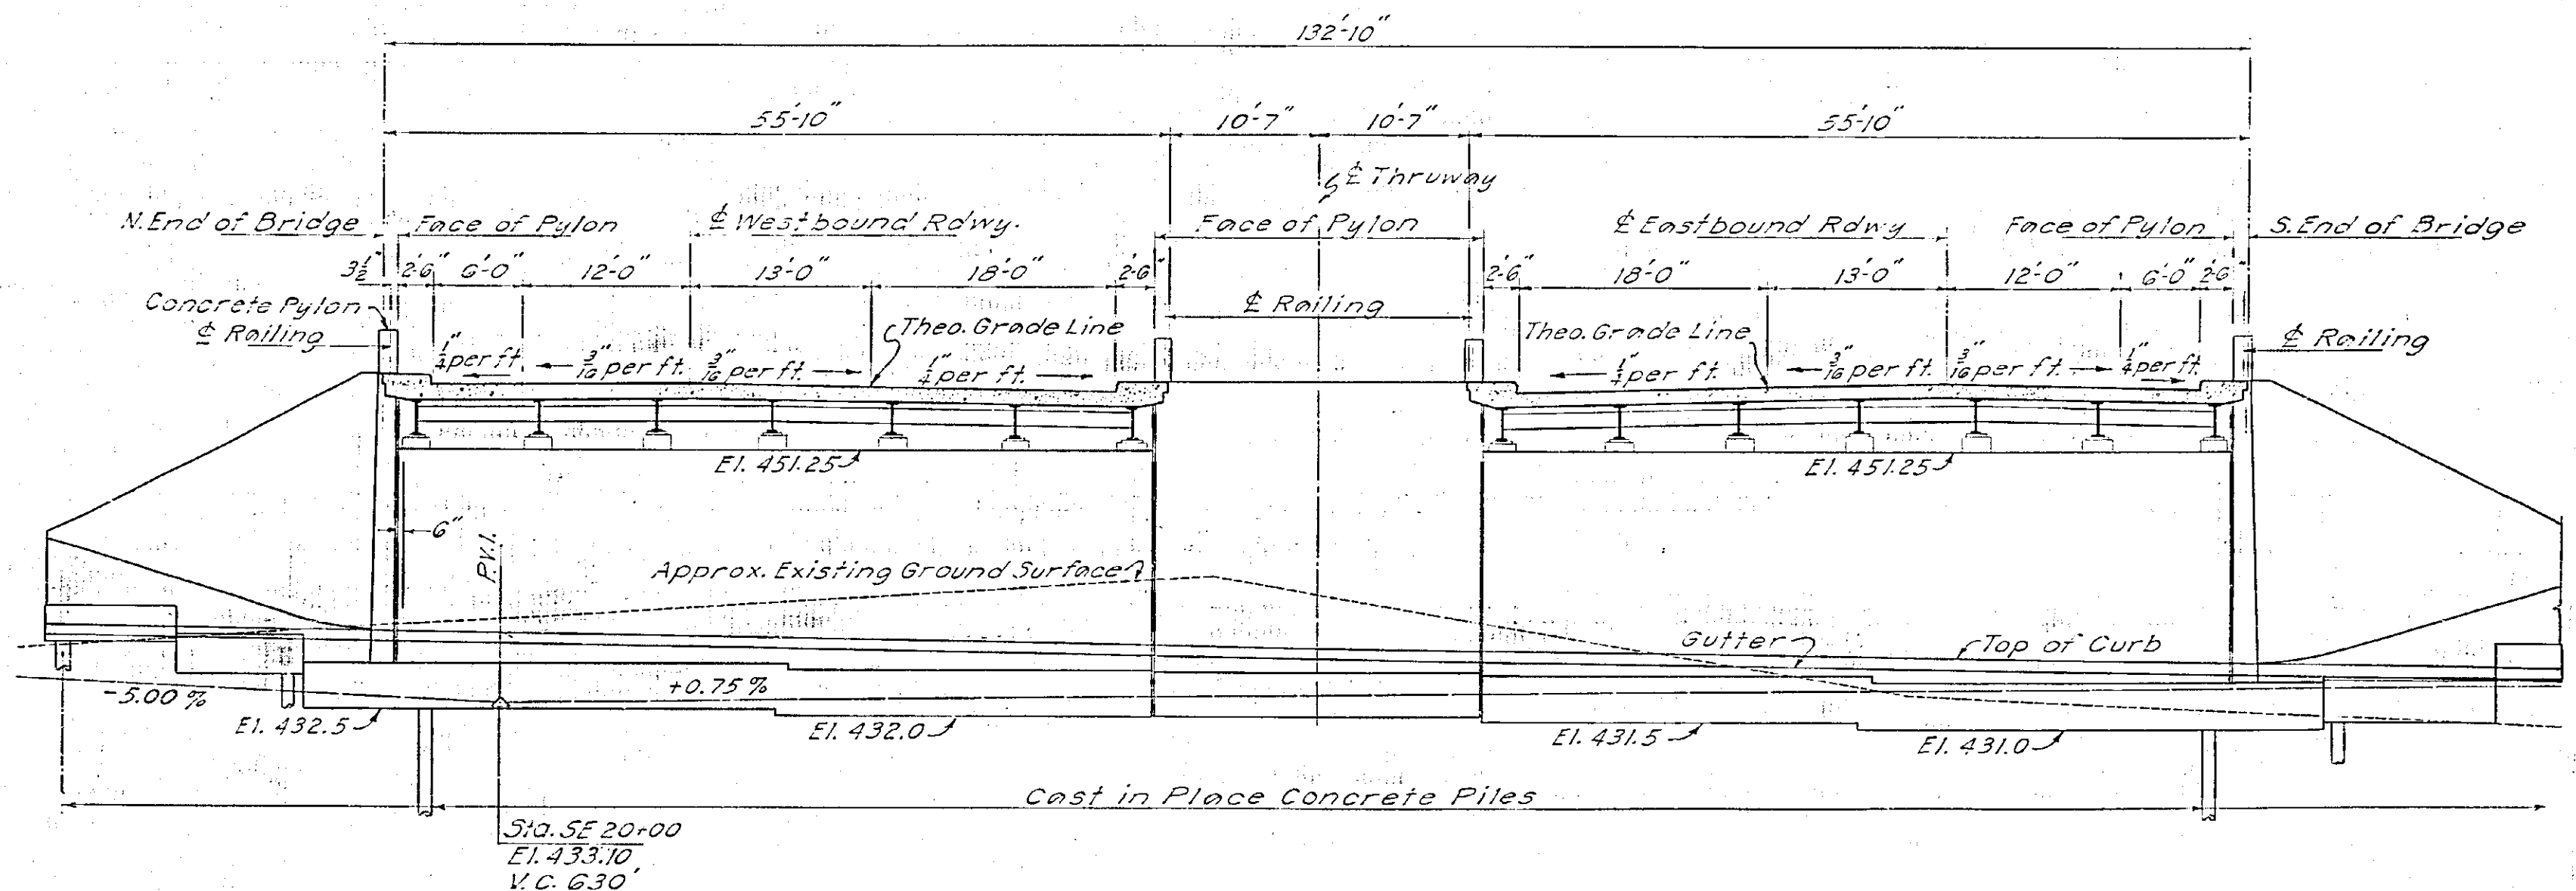 132'-10"
55'-10"
10'-7"
10'-7"
55'-10"
℄ Thruway
N. End of Bridge
Face of Pylon
℄ Westbound Rdwy.
Face of Pylon
℄ Eastbound Rdwy
Face of Pylon
S. End of Bridge
3½"
2'-6"
6'-0"
12'-0"
13'-0"
18'-0"
2'-6"
2'-6"
18'-0"
13'-0"
12'-0"
6'-0"
2'-6"
Concrete Pylon
℄ Railing
℄ Railing
Theo. Grade Line
Theo. Grade Line
℄ Railing
1/4" per ft.
3/16" per ft.
3/16" per ft.
1/4" per ft.
1/4" per ft.
3/16" per ft.
3/16" per ft.
1/4" per ft.
El. 451.25
El. 451.25
6"
P.V.I.
Approx. Existing Ground Surface
Gutter
Top of Curb
-5.00 %
+0.75 %
El. 432.5
El. 432.0
El. 431.5
El. 431.0
Cast in Place Concrete Piles
Sta. SE 20+00
El. 433.10
V.C. 630'